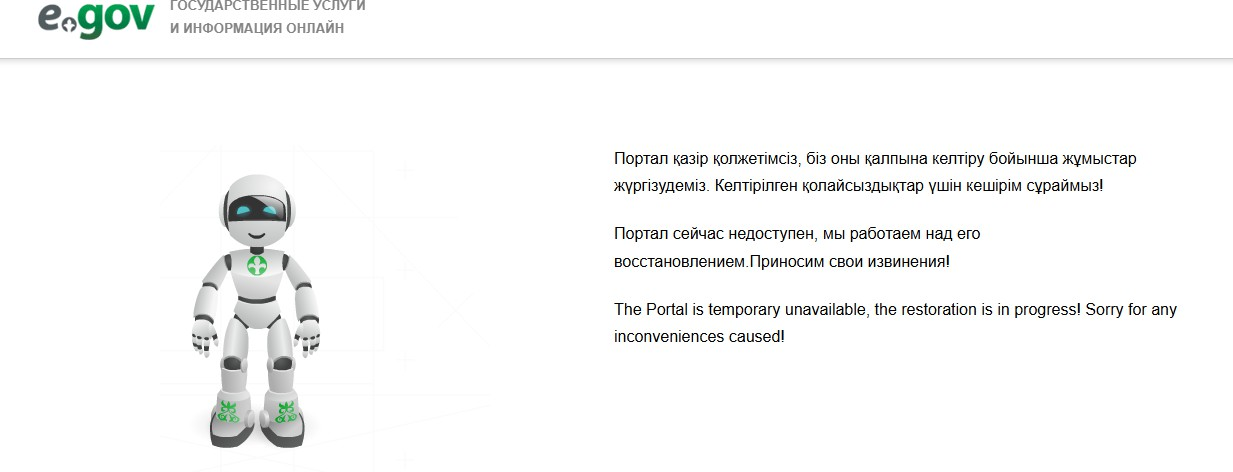 e.gov
ГОСУДАРСТВЕННЫЕ УСЛУГИ
И ИНФОРМАЦИЯ ОНЛАЙН
Портал қазір қолжетімсіз, біз оны қалпына келтіру бойынша жұмыстар
жүргізудеміз. Келтірілген қолайсыздықтар үшін кешірім сұраймыз!
Портал сейчас недоступен, мы работаем над его
восстановлением.Приносим свои извинения!
The Portal is temporary unavailable, the restoration is in progress! Sorry for any
inconveniences caused!